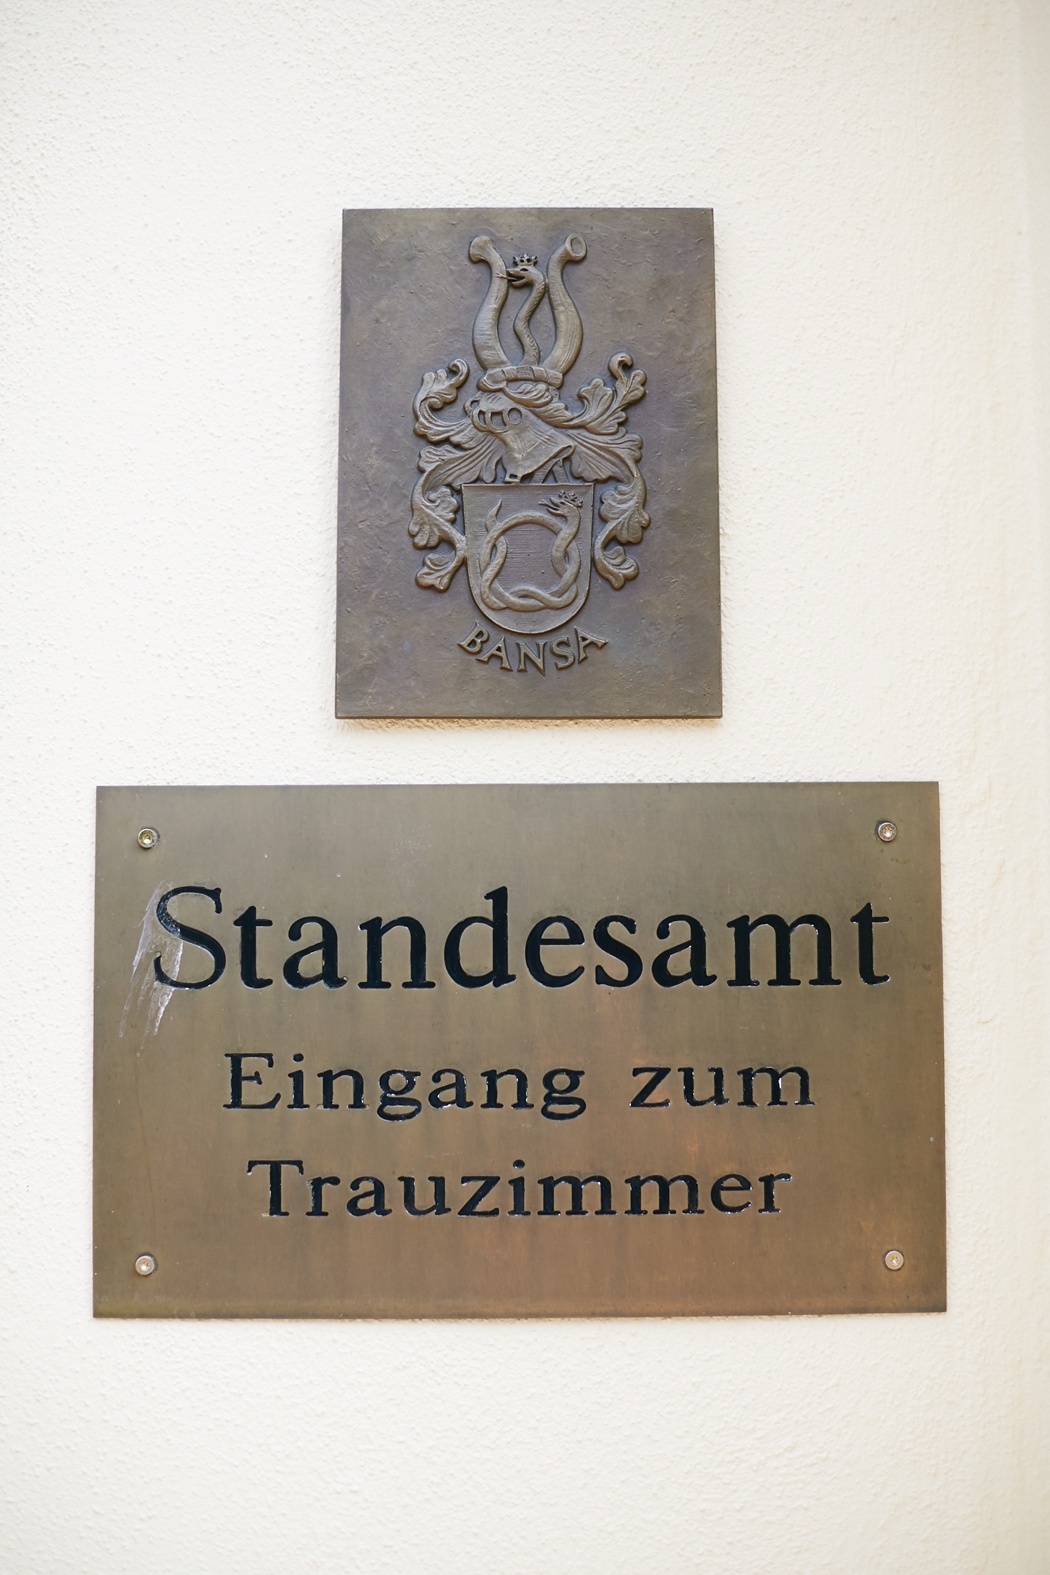 BANSA
Standesamt
Eingang zum
Trauzimmer